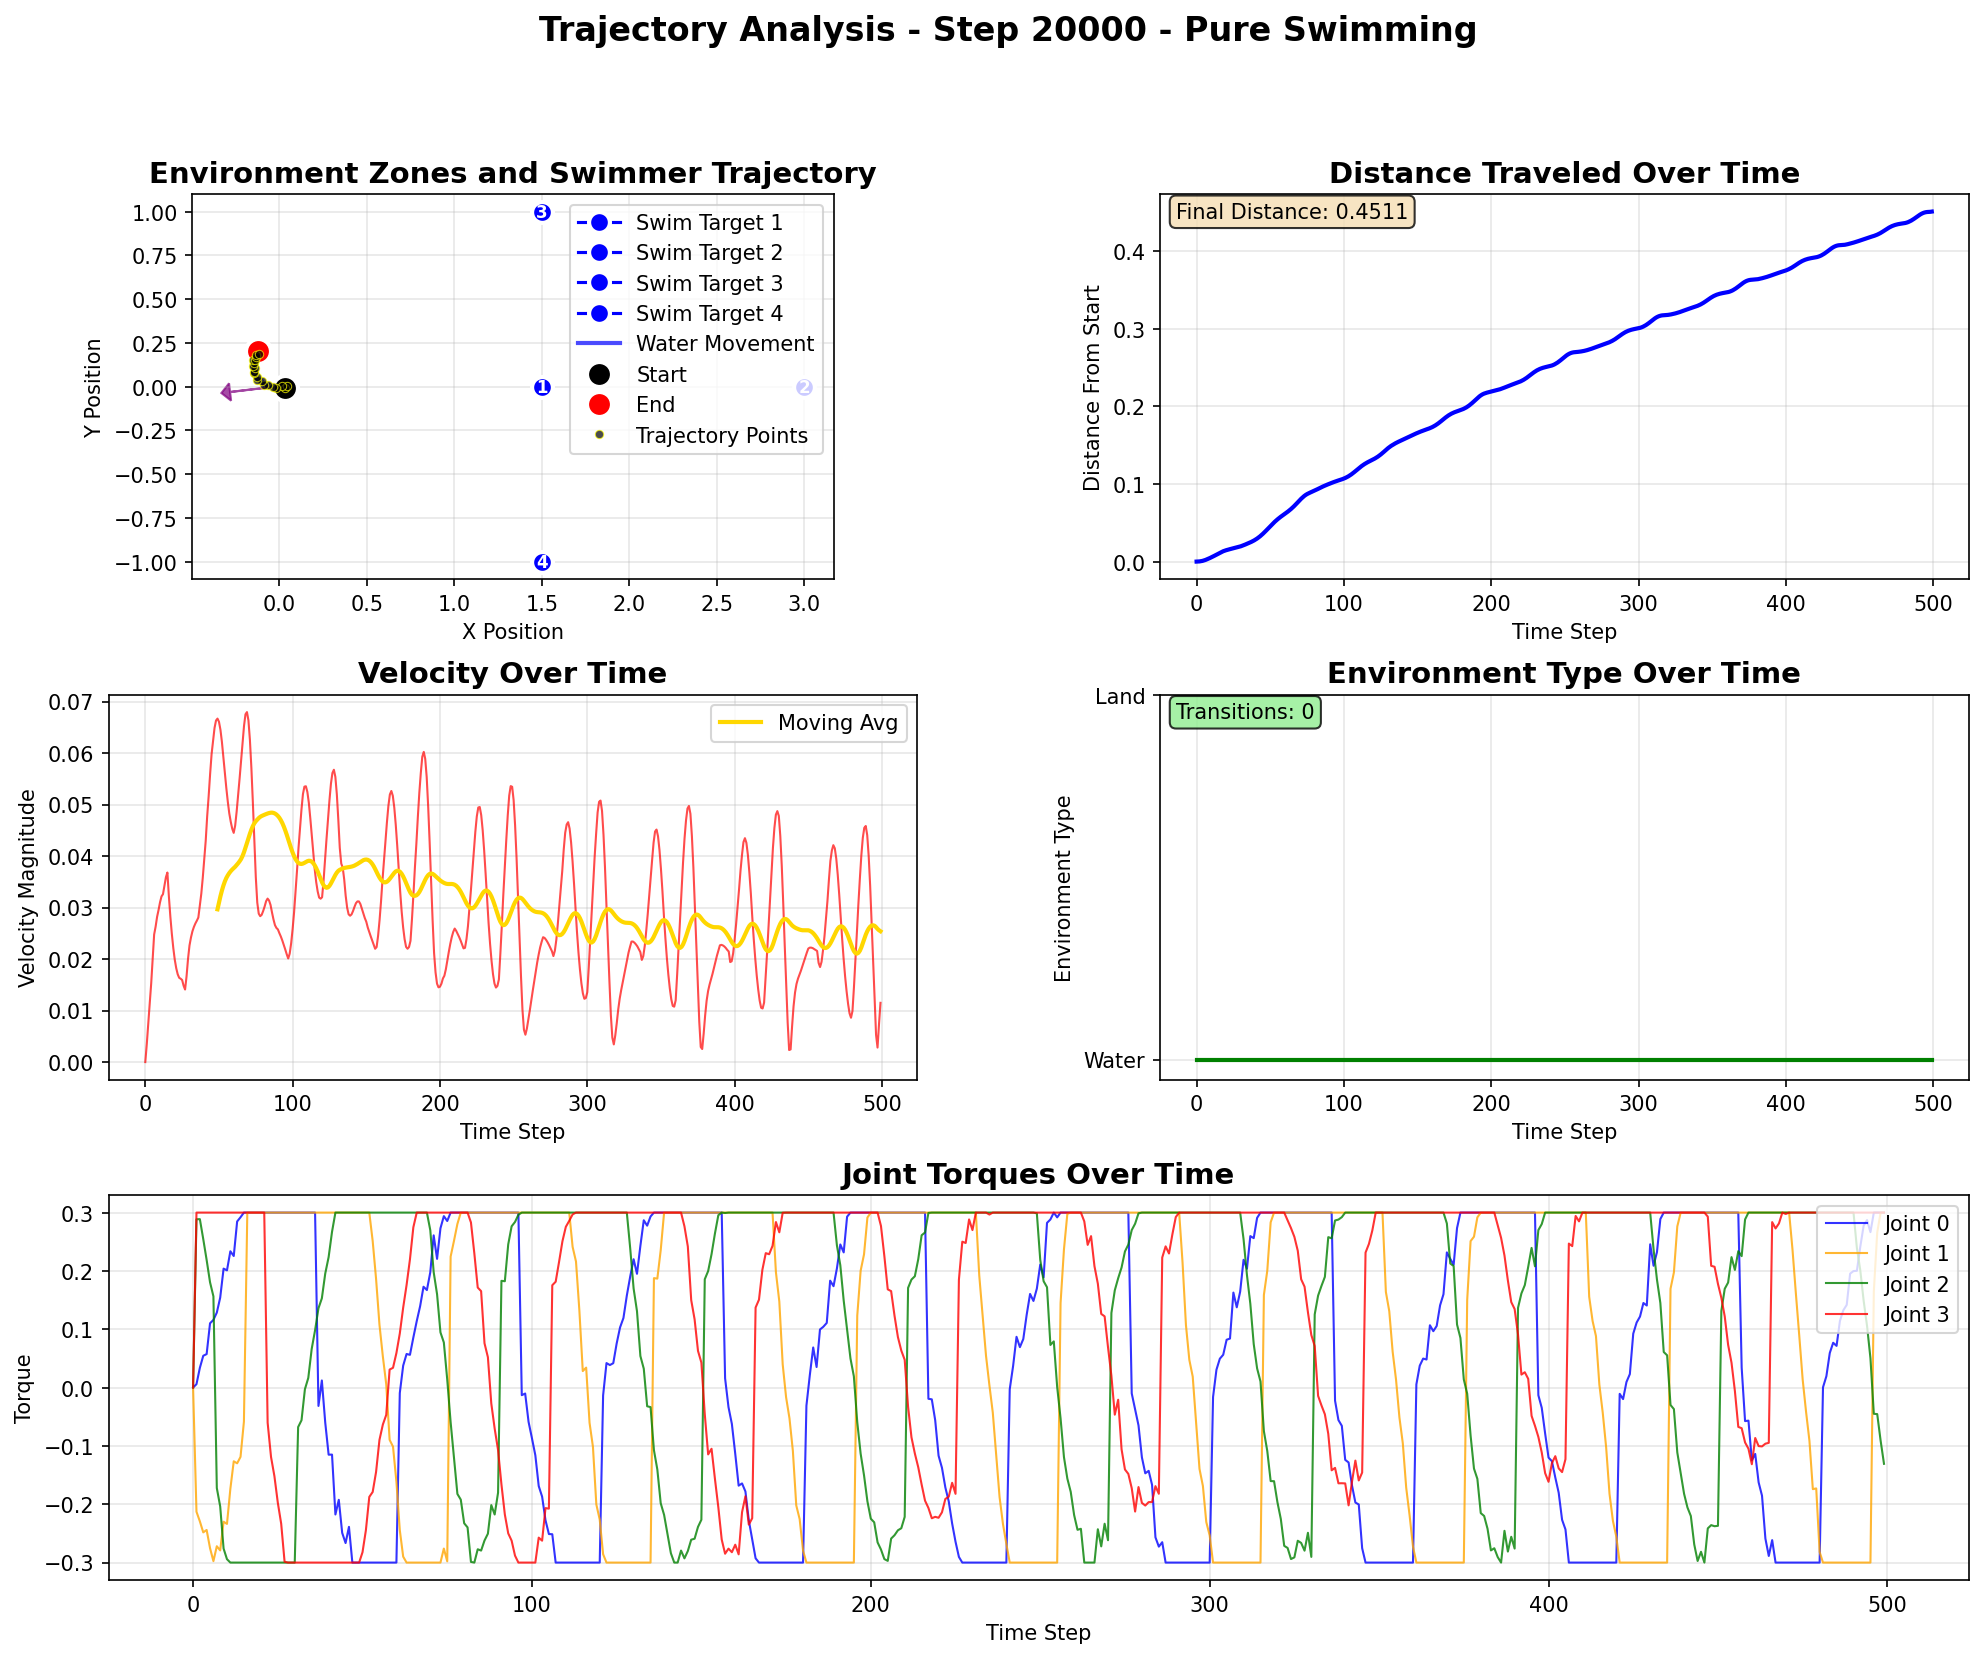 Trajectory Analysis - Step 20000 - Pure Swimming
Environment Zones and Swimmer Trajectory
1.00
0.75
0.50
0.25
0.00
−0.25
−0.50
−0.75
−1.00
Y Position
3
1
2
4
Swim Target 1
Swim Target 2
Swim Target 3
Swim Target 4
Water Movement
Start
End
Trajectory Points
0.0 0.5 1.0 1.5 2.0 2.5 3.0
X Position
Distance Traveled Over Time
Final Distance: 0.4511
0.4
0.3
0.2
0.1
0.0
Distance From Start
0 100 200 300 400 500
Time Step
Velocity Over Time
0.07
0.06
0.05
0.04
0.03
0.02
0.01
0.00
Velocity Magnitude
Moving Avg
0 100 200 300 400 500
Time Step
Environment Type Over Time
Land
Transitions: 0
Environment Type
Water
0 100 200 300 400 500
Time Step
Joint Torques Over Time
0.3
0.2
0.1
0.0
−0.1
−0.2
−0.3
Torque
Joint 0
Joint 1
Joint 2
Joint 3
0 100 200 300 400 500
Time Step